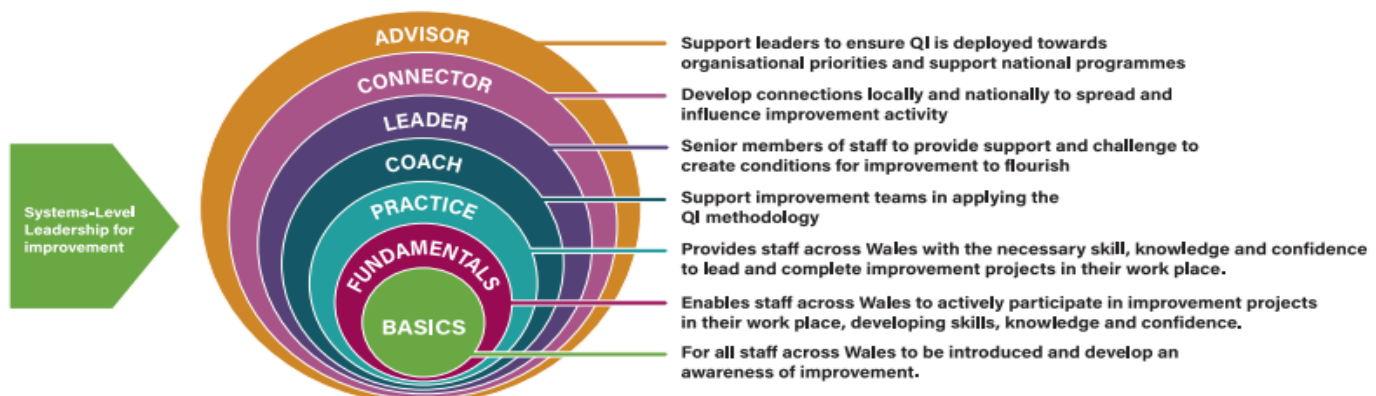 ADVISOR
Support leaders to ensure QI is deployed towards
organisational priorities and support national programmes
CONNECTOR
Develop connections locally and nationally to spread and
influence improvement activity
LEADER
Senior members of staff to provide support and challenge to
create conditions for improvement to flourish
COACH
Support improvement teams in applying the
QI methodology
PRACTICE
Provides staff across Wales with the necessary skill, knowledge and confidence
to lead and complete improvement projects in their work place.
FUNDAMENTALS
Enables staff across Wales to actively participate in improvement projects
in their work place, developing skills, knowledge and confidence.
BASICS
For all staff across Wales to be introduced and develop an
awareness of improvement.
Systems-Level
Leadership for
improvement